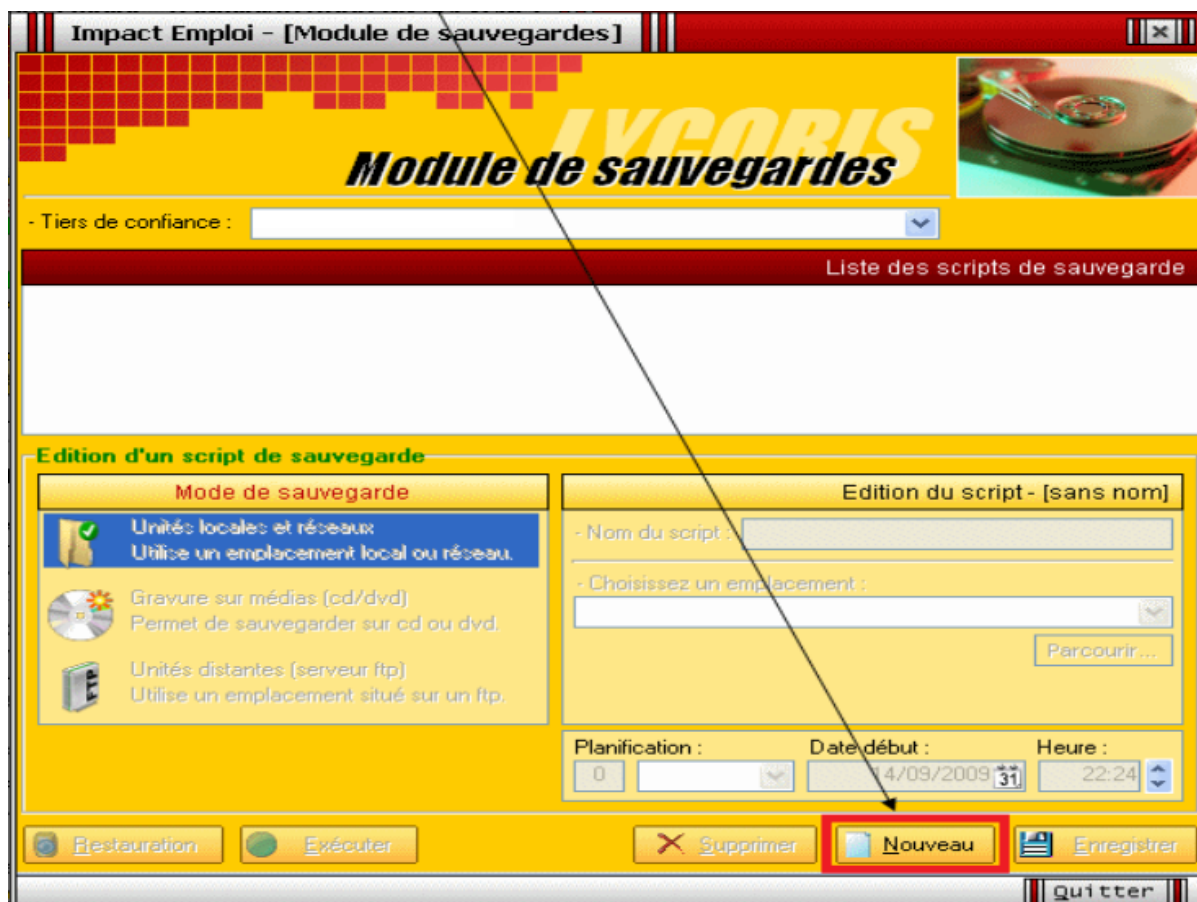 Impact Emploi - [Module de sauvegardes]
LYCORIS
Module de sauvegardes
- Tiers de confiance :
Liste des scripts de sauvegarde
Edition d'un script de sauvegarde
Mode de sauvegarde
Unités locales et réseaux
Utilise un emplacement local ou réseau.
Gravure sur médias (cd/dvd)
Permet de sauvegarder sur cd ou dvd.
FTP
Unités distantes (serveur ftp)
Utilise un emplacement situé sur un ftp.
Edition du script - [sans nom]
- Nom du script :
- Choisissez un emplacement :
Parcourir...
Planification : Date début : Heure :
0 14/09/2009 31 22:24
Restauration Exécuter Supprimer Nouveau Enregistrer
Quitter